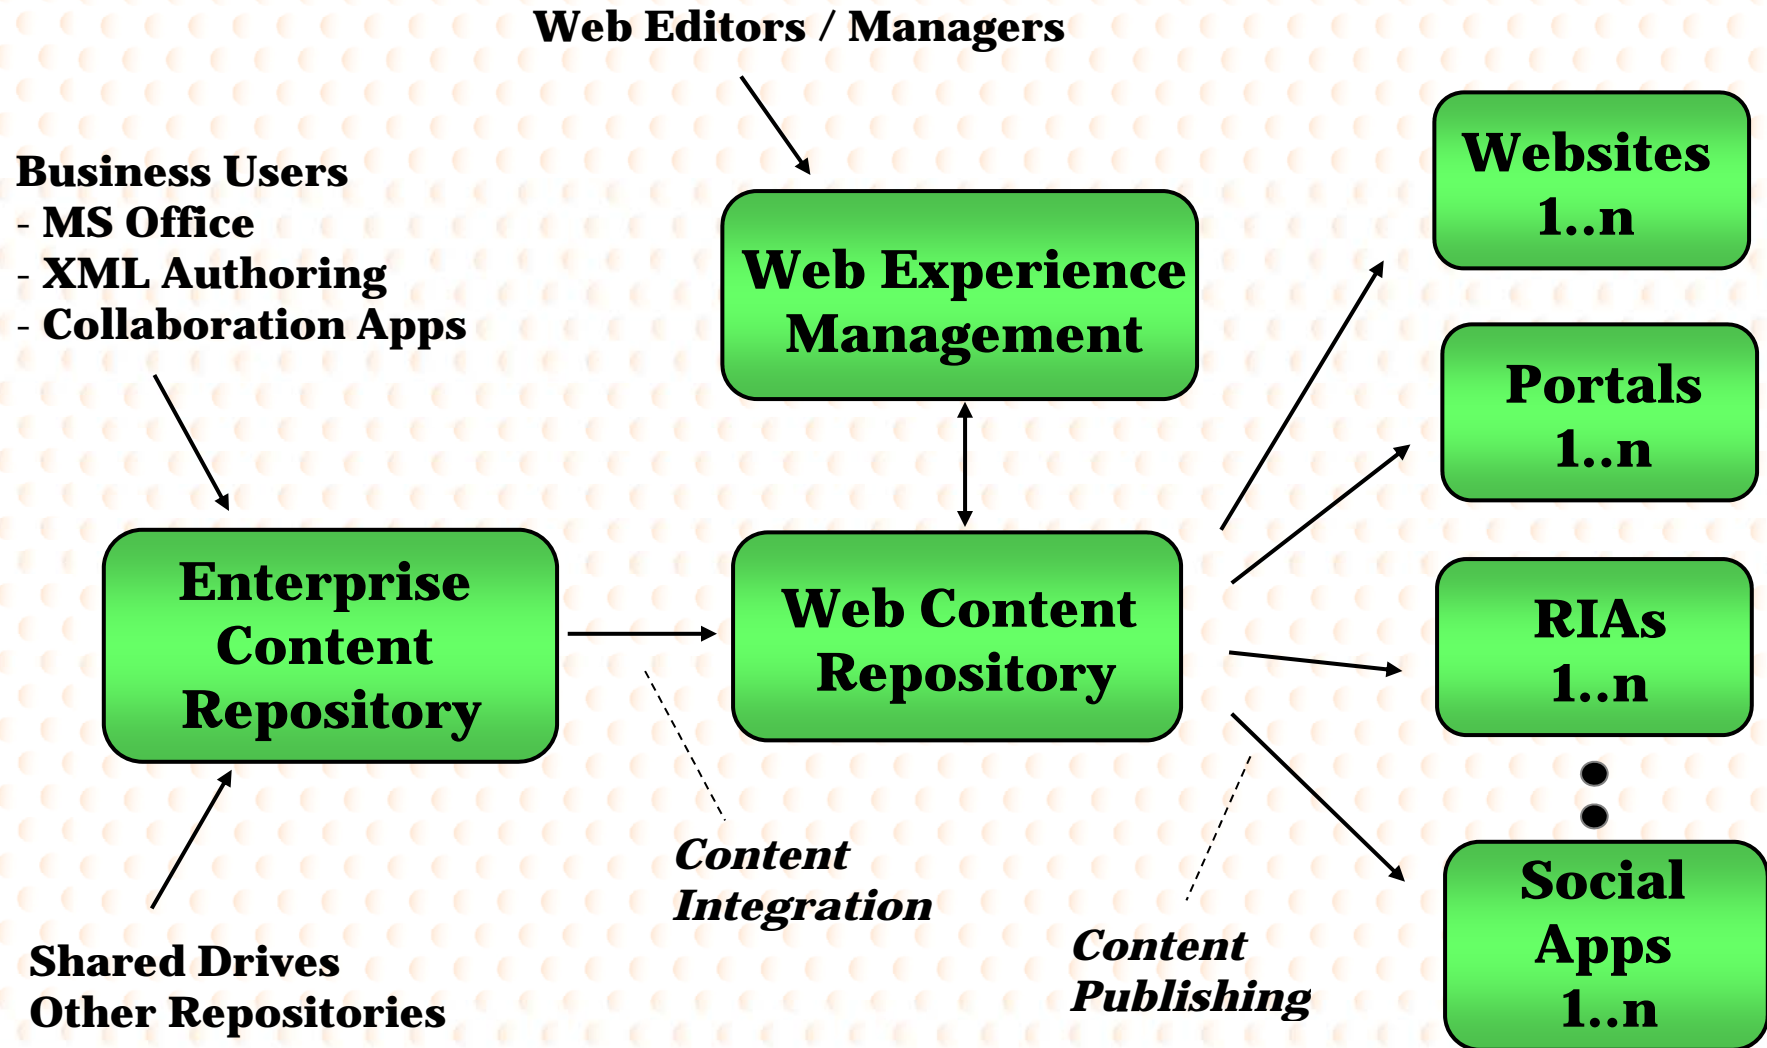 Web Editors / Managers
Business Users
- MS Office
- XML Authoring
- Collaboration Apps
Web Experience
Management
Websites
1..n
Portals
1..n
Enterprise
Content
Repository
Web Content
Repository
RIAs
1..n
Content
Integration
Content
Publishing
Social
Apps
1..n
Shared Drives
Other Repositories